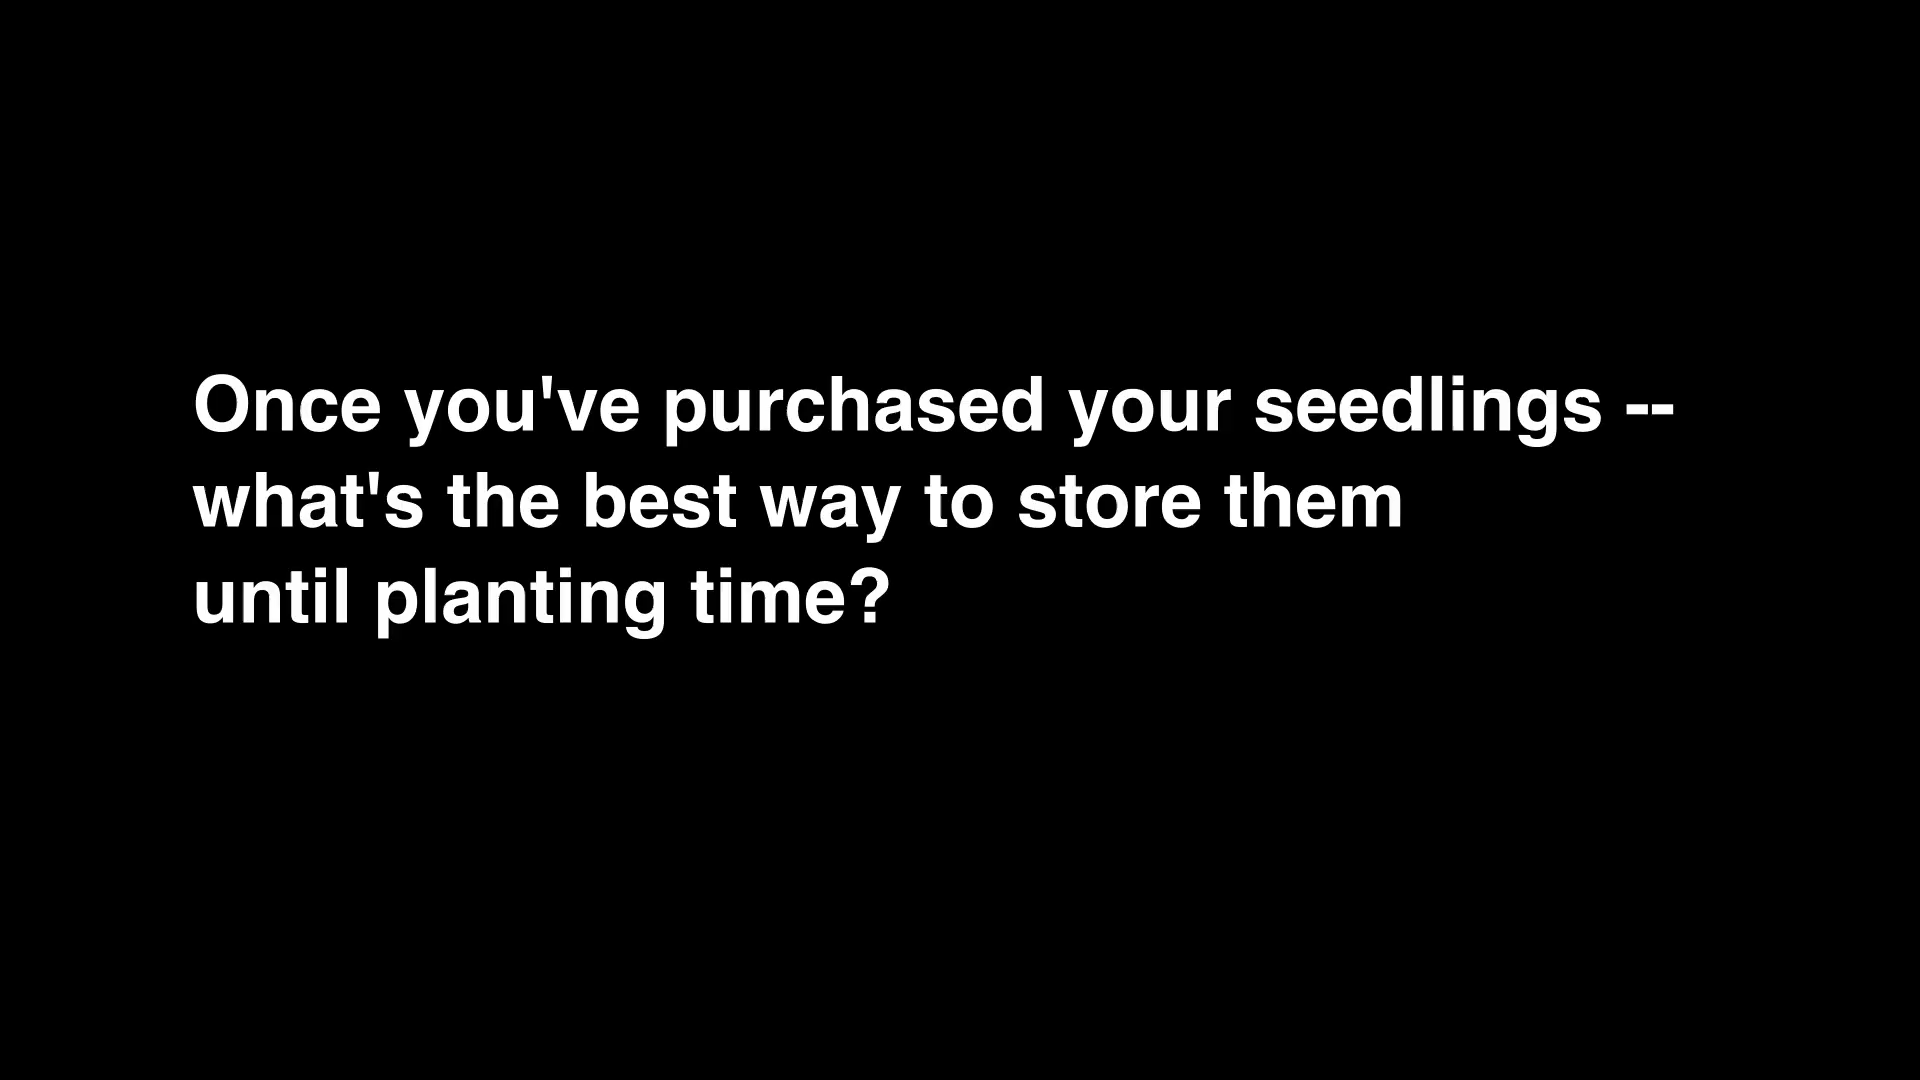 Once you've purchased your seedlings --
what's the best way to store them
until planting time?